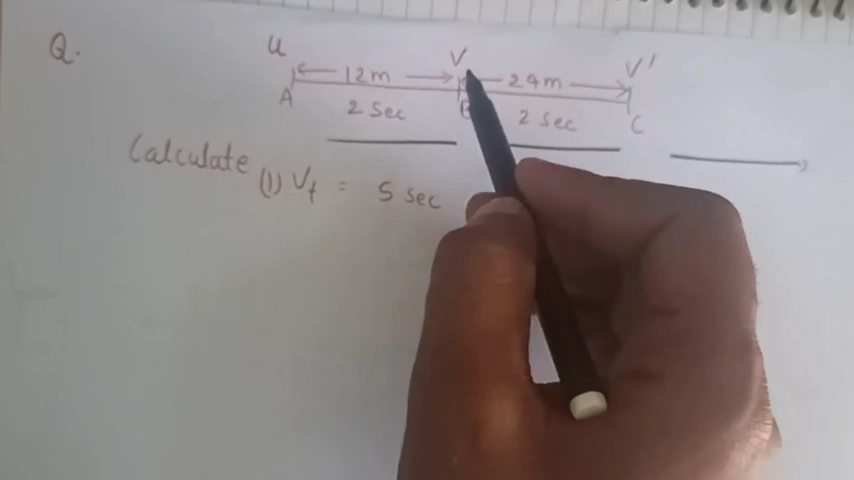 Q.
U V V'
12m 24m
A B C
2 Sec 2 Sec
Calculate (1) Vt = 5 sec